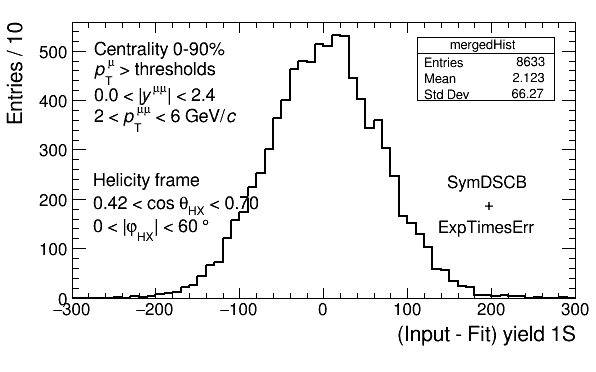 Entries / 10
500
400
300
200
100
0
Centrality 0-90%
p_T^μ > thresholds
0.0 < |y^μμ| < 2.4
2 < p_T^μμ < 6 GeV/c
Helicity frame
0.42 < cos θ_HX < 0.70
0 < |φ_HX| < 60 °
mergedHist
Entries 8633
Mean 2.123
Std Dev 66.27
SymDSCB
+
ExpTimesErr
−300 −200 −100 0 100 200 300
(Input - Fit) yield 1S